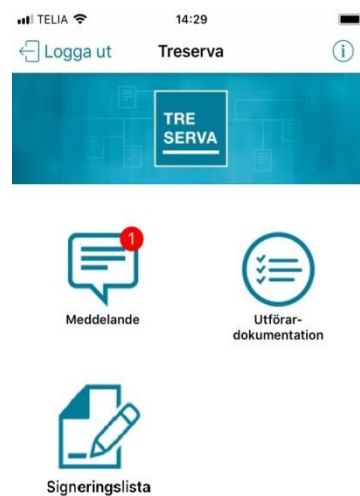 TELIA 14:29
Logga ut Treserva i
TRE
SERVA
1
Meddelande
Utförar-
dokumentation
Signeringslista